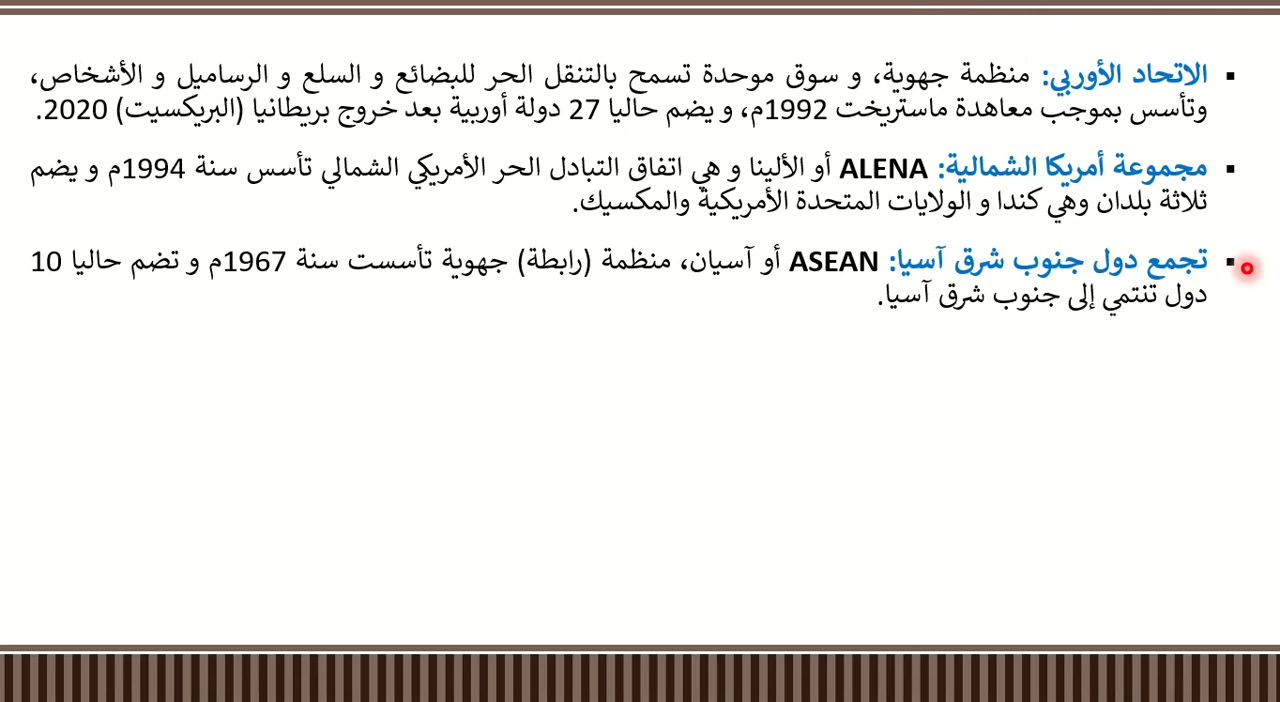 ▪ الاتحاد الأوربي: منظمة جهوية، و سوق موحدة تسمح بالتنقل الحر للبضائع و السلع و الرساميل و الأشخاص،
وتأسس بموجب معاهدة ماستريخت 1992م، و يضم حاليا 27 دولة أوربية بعد خروج بريطانيا (البريكسيت) 2020.
▪ مجموعة أمريكا الشمالية: ALENA أو الألينا و هي اتفاق التبادل الحر الأمريكي الشمالي تأسس سنة 1994م و يضم
ثلاثة بلدان وهي كندا و الولايات المتحدة الأمريكية والمكسيك.
▪ تجمع دول جنوب شرق آسيا: ASEAN أو آسيان، منظمة (رابطة) جهوية تأسست سنة 1967م و تضم حاليا 10
دول تنتمي إلى جنوب شرق آسيا.